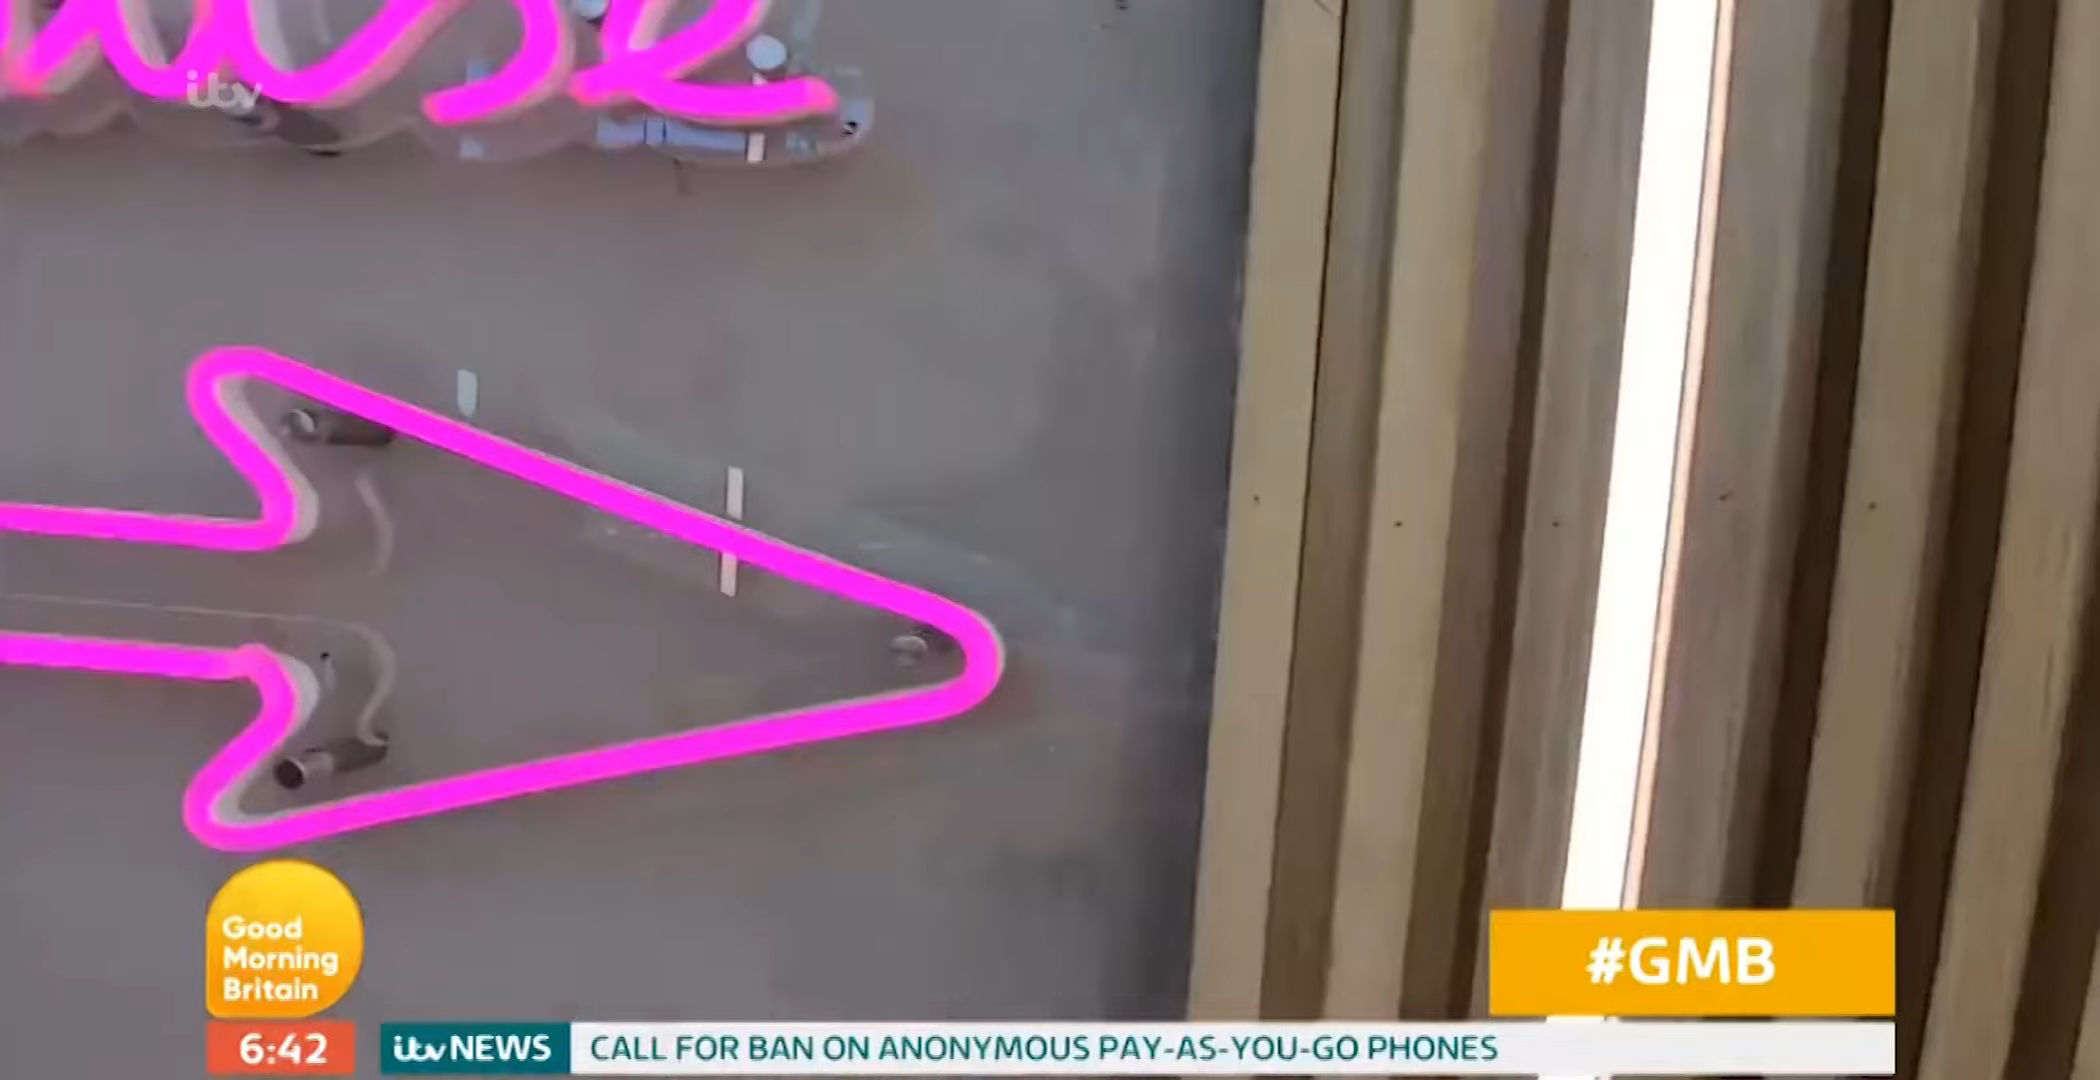 itv
Good
Morning
Britain
#GMB
6:42
itv NEWS
CALL FOR BAN ON ANONYMOUS PAY-AS-YOU-GO PHONES